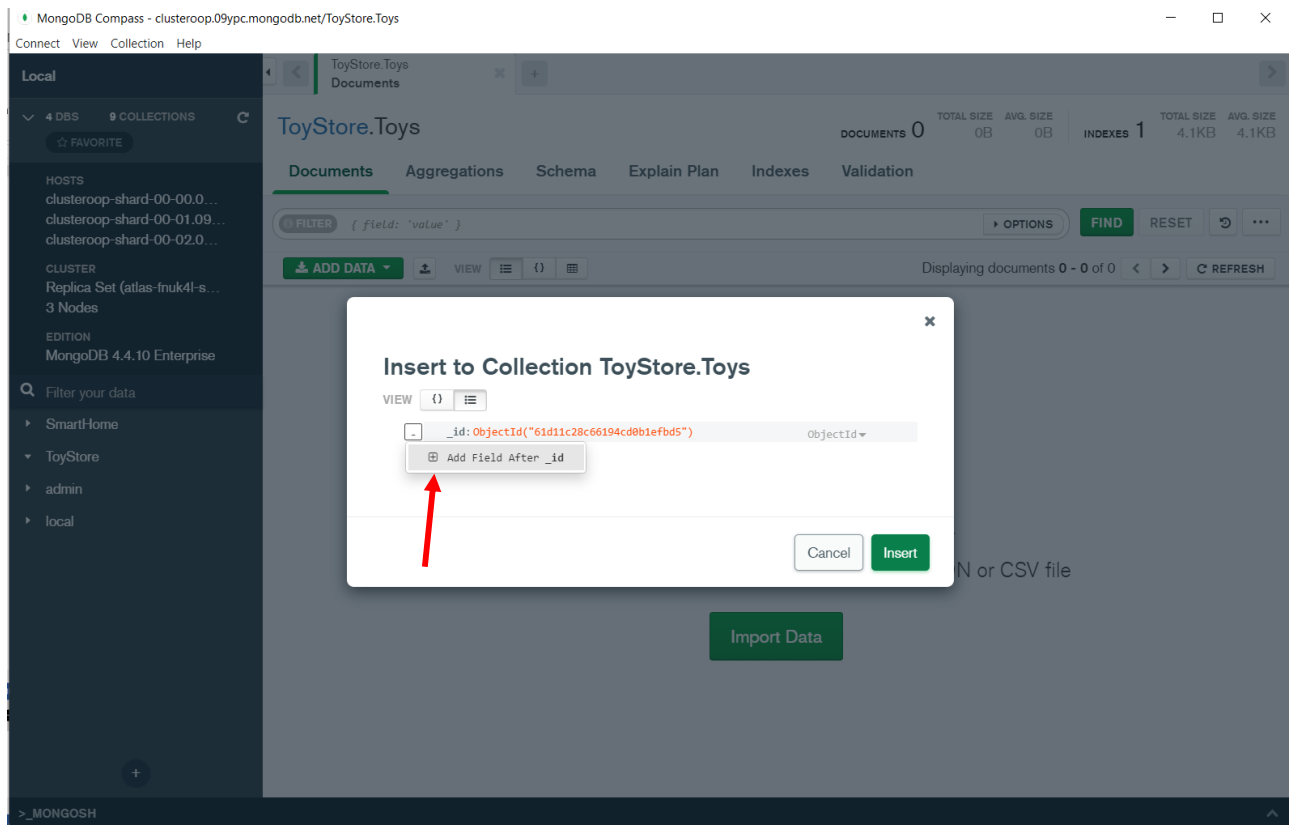 MongoDB Compass - clusteroop.09ypc.mongodb.net/ToyStore.Toys
Connect View Collection Help
Local
ToyStore.Toys
Documents
4 DBS 9 COLLECTIONS
FAVORITE
HOSTS
clusteroop-shard-00-00.0...
clusteroop-shard-00-01.09...
clusteroop-shard-00-02.0...
CLUSTER
Replica Set (atlas-fnuk4l-s...
3 Nodes
EDITION
MongoDB 4.4.10 Enterprise
Filter your data
SmartHome
ToyStore
admin
local
ToyStore.Toys
DOCUMENTS 0 TOTAL SIZE 0B AVG. SIZE 0B INDEXES 1 TOTAL SIZE 4.1KB AVG. SIZE 4.1KB
Documents Aggregations Schema Explain Plan Indexes Validation
FILTER { field: 'value' } OPTIONS FIND RESET ...
ADD DATA VIEW {} Displaying documents 0 - 0 of 0 < > REFRESH
Insert to Collection ToyStore.Toys
VIEW {}
_id: ObjectId("61d11c28c66194cd0b1efbd5") ObjectId
Add Field After _id
Cancel Insert
N or CSV file
Import Data
>_MONGOSH